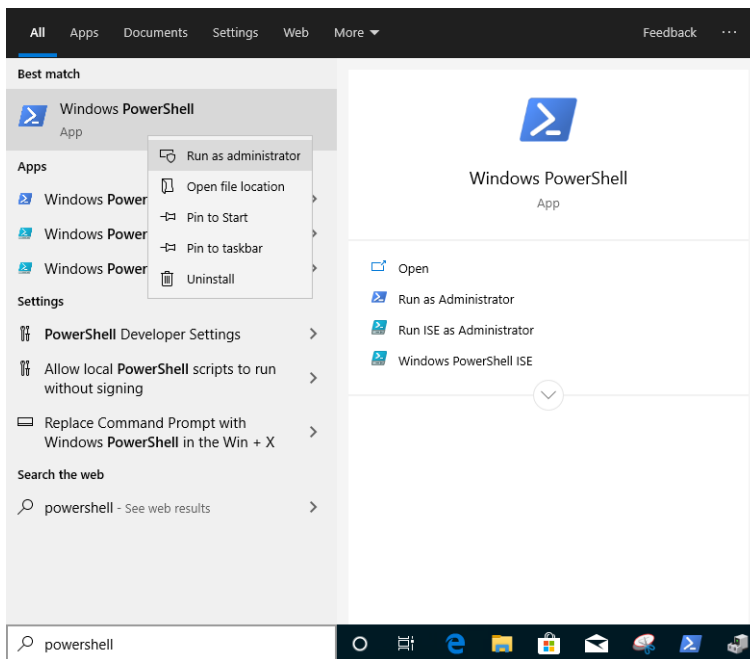 All Apps Documents Settings Web More Feedback ...
Best match
Windows PowerShell
App
Run as administrator
Open file location
Pin to Start
Pin to taskbar
Uninstall
Apps
Windows Power
Windows Power
Windows Power
Settings
PowerShell Developer Settings
Allow local PowerShell scripts to run
without signing
Replace Command Prompt with
Windows PowerShell in the Win + X
Search the web
powershell - See web results
powershell
Windows PowerShell
App
Open
Run as Administrator
Run ISE as Administrator
Windows PowerShell ISE